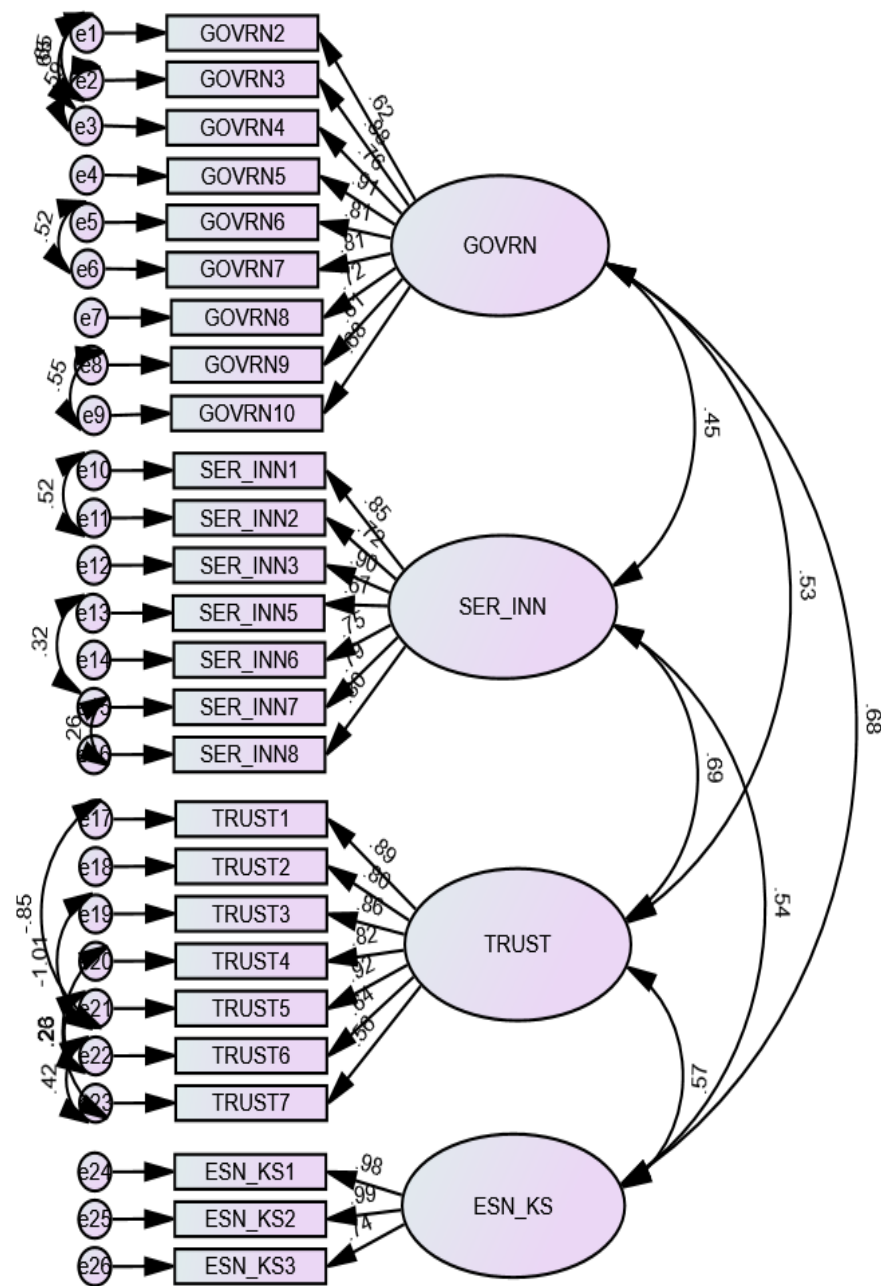 e1 GOVRN2
e2 GOVRN3
e3 GOVRN4
e4 GOVRN5
e5 GOVRN6
e6 GOVRN7
e7 GOVRN8
e8 GOVRN9
e9 GOVRN10
.52
.55
.62
.76
.91
.81
.81
.72
GOVRN
e10 SER_INN1
e11 SER_INN2
e12 SER_INN3
e13 SER_INN5
e14 SER_INN6
SER_INN7
SER_INN8
.52
.32
.26
.85
.72
.90
.67
.75
.79
SER_INN
e17 TRUST1
e18 TRUST2
e19 TRUST3
TRUST4
e21 TRUST5
e22 TRUST6
TRUST7
-.85
-1.01
.42
.89
.80
.86
.82
.92
TRUST
e24 ESN_KS1
e25 ESN_KS2
e26 ESN_KS3
.98
.99
.74
ESN_KS
.45
.53
.68
.69
.54
.57